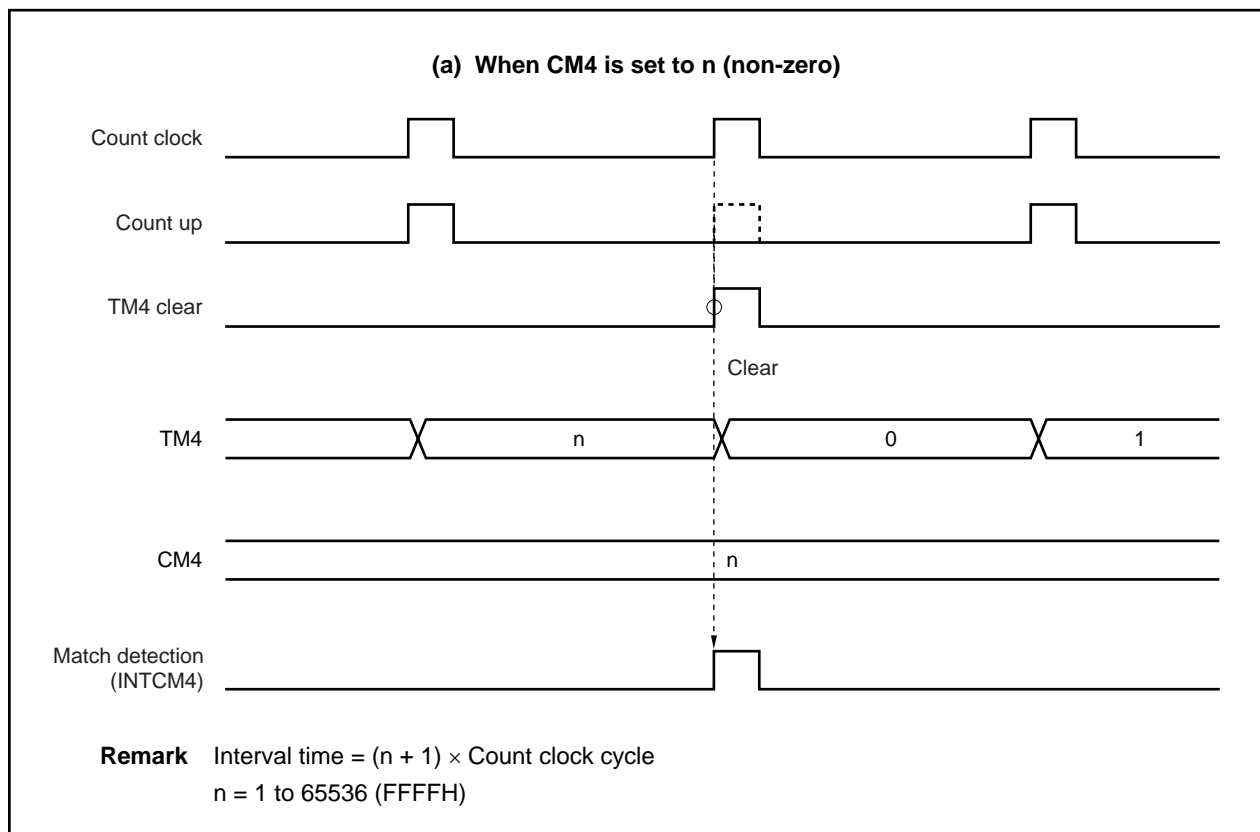 (a) When CM4 is set to n (non-zero)
Count clock
Count up
TM4 clear
Clear
TM4
n
0
1
CM4
n
Match detection
(INTCM4)
Remark Interval time = (n + 1) × Count clock cycle
n = 1 to 65536 (FFFFH)